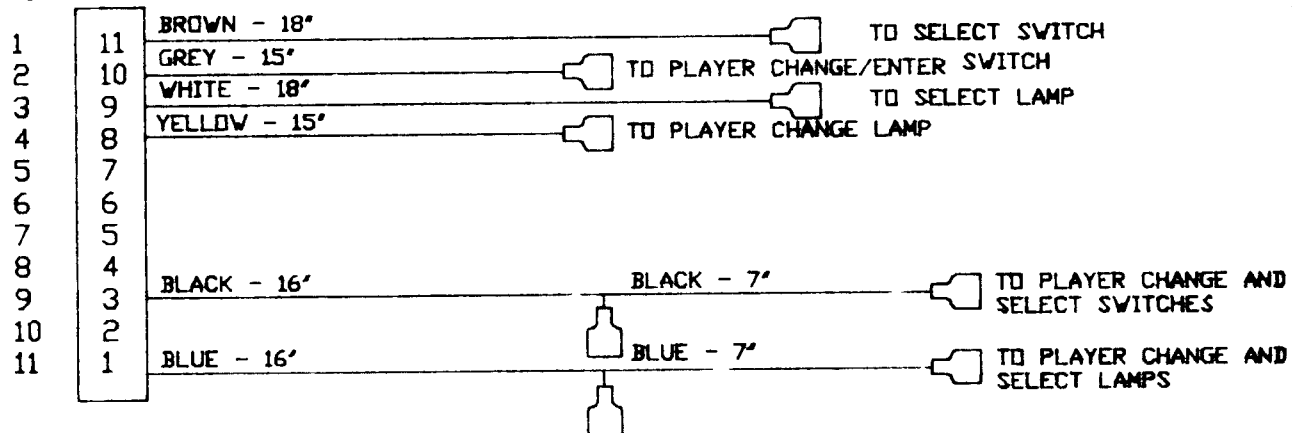 BROWN - 18"
1 11 TO SELECT SWITCH
GREY - 15"
2 10 TO PLAYER CHANGE/ENTER SWITCH
WHITE - 18"
3 9 TO SELECT LAMP
YELLOW - 15"
4 8 TO PLAYER CHANGE LAMP
5 7
6 6
7 5
8 4
BLACK - 16" BLACK - 7" TO PLAYER CHANGE AND
9 3 SELECT SWITCHES
10 2
BLUE - 16" BLUE - 7" TO PLAYER CHANGE AND
11 1 SELECT LAMPS